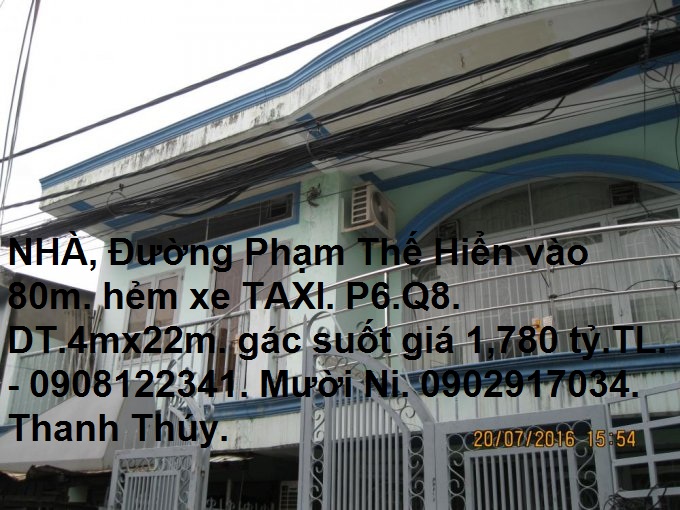 NHÀ, Đường Phạm Thế Hiển vào
80m. hẻm xe TAXI. P6.Q8.
DT.4mx22m. gác suốt giá 1,780 tỷ.TL.
- 0908122341. Mười Ni. 0902917034.
Thanh Thủy.
20/07/2016 15:54